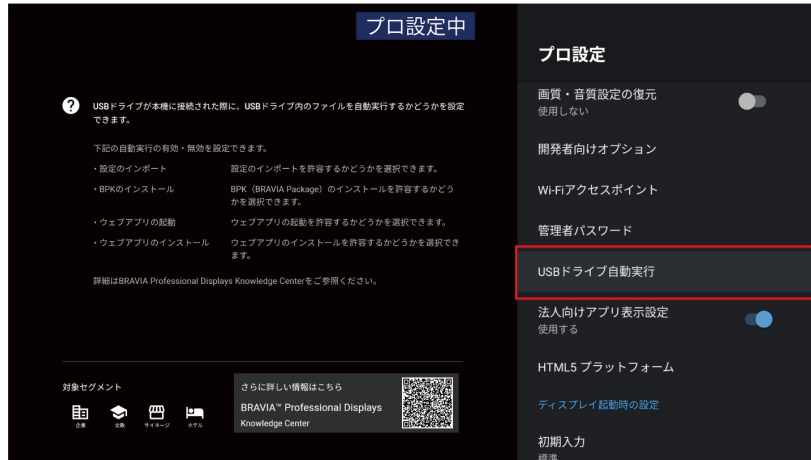 プロ設定中
USBドライブが本機に接続された際に、USBドライブ内のファイルを自動実行するかどうかを設定
できます。
下記の自動実行の有効・無効を設定できます。
・設定のインポート 設定のインポートを許容するかどうかを選択できます。
・BPKのインストール BPK（BRAVIA Package）のインストールを許容するかどう
かを選択できます。
・ウェブアプリの起動 ウェブアプリの起動を許容するかどうかを選択できます。
・ウェブアプリのインストール ウェブアプリのインストールを許容するかどうかを選択でき
ます。
詳細はBRAVIA Professional Displays Knowledge Centerをご参照ください。
対象セグメント
企業 文教 サイネージ ホテル
さらに詳しい情報はこちら
BRAVIA™ Professional Displays
Knowledge Center
プロ設定
画質・音質設定の復元
使用しない
開発者向けオプション
Wi-Fiアクセスポイント
管理者パスワード
USBドライブ自動実行
法人向けアプリ表示設定
使用する
HTML5 プラットフォーム
ディスプレイ起動時の設定
初期入力
標準